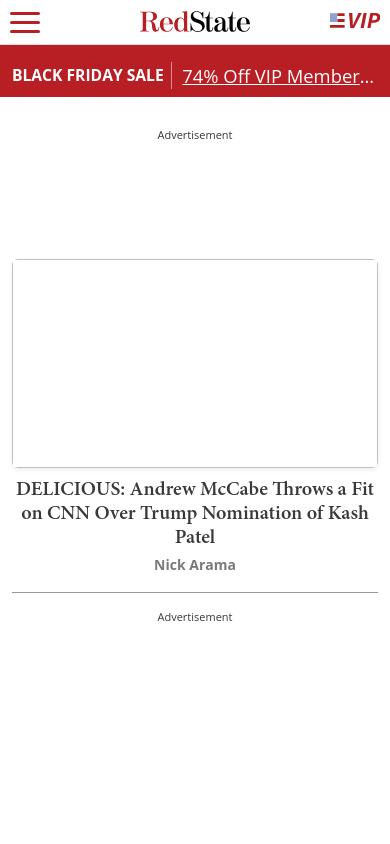 RedState
VIP
BLACK FRIDAY SALE
74% Off VIP Member...
Advertisement
DELICIOUS: Andrew McCabe Throws a Fit
on CNN Over Trump Nomination of Kash
Patel
Nick Arama
Advertisement